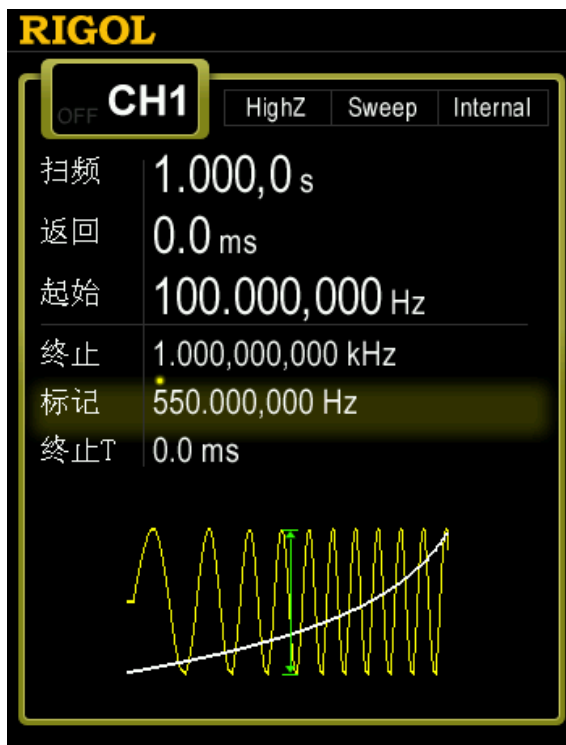 RIGOL
OFF CH1 HighZ Sweep Internal
扫频 1.000,0 s
返回 0.0 ms
起始 100.000,000 Hz
终止 1.000,000,000 kHz
标记 550.000,000 Hz
终止T 0.0 ms